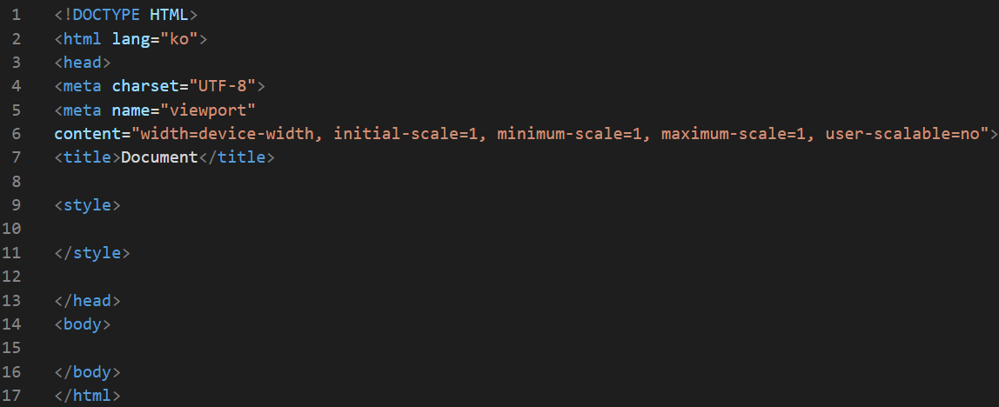 1 <!DOCTYPE HTML>
2 <html lang="ko">
3 <head>
4 <meta charset="UTF-8">
5 <meta name="viewport"
6 content="width=device-width, initial-scale=1, minimum-scale=1, maximum-scale=1, user-scalable=no">
7 <title>Document</title>
8
9 <style>
10
11 </style>
12
13 </head>
14 <body>
15
16 </body>
17 </html>